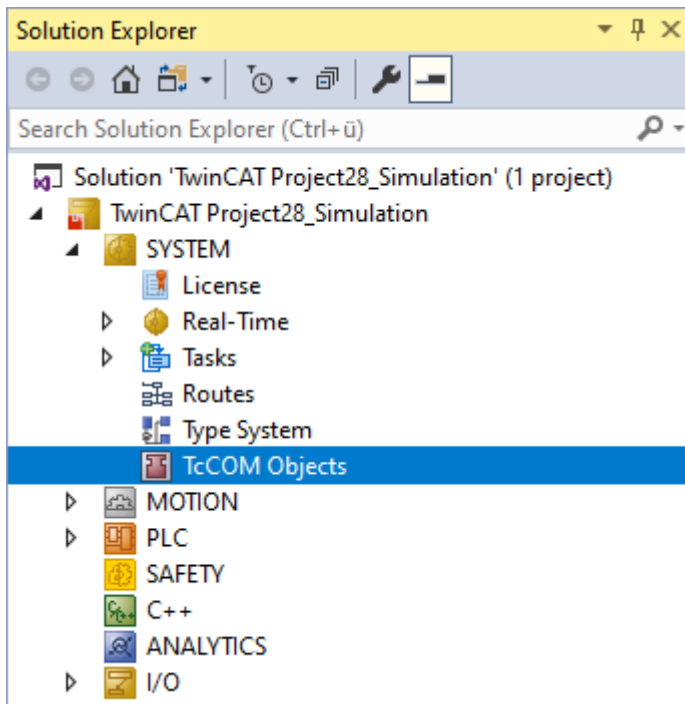 Solution Explorer
Search Solution Explorer (Ctrl+ü)
Solution 'TwinCAT Project28_Simulation' (1 project)
TwinCAT Project28_Simulation
SYSTEM
License
Real-Time
Tasks
Routes
Type System
TcCOM Objects
MOTION
PLC
SAFETY
C++
ANALYTICS
I/O